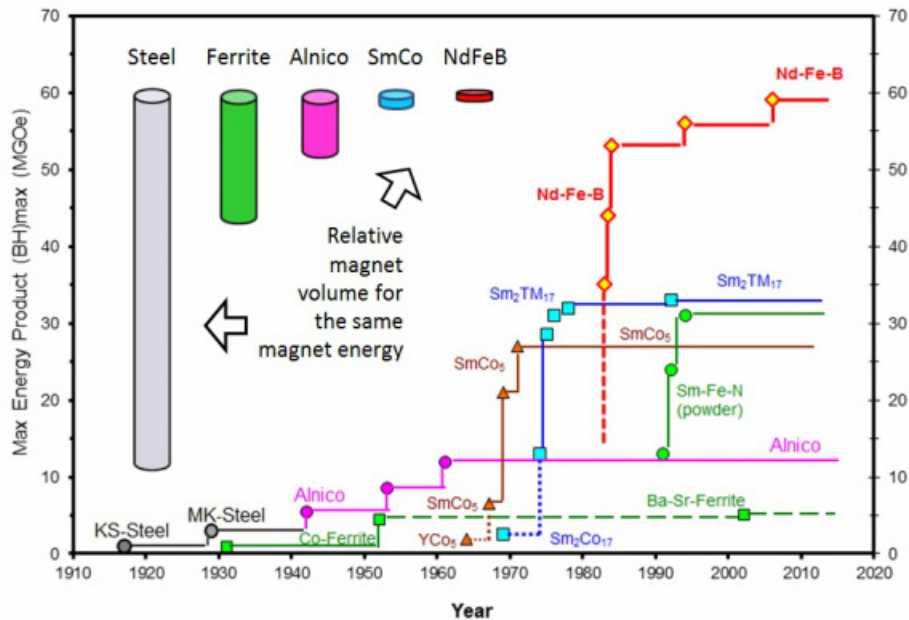 Max Energy Product (BH)max (MGOe)
70
60
50
40
30
20
10
0
Steel
Ferrite
Alnico
SmCo
NdFeB
Relative
magnet
volume for
the same
magnet energy
Nd-Fe-B
Nd-Fe-B
Sm₂TM₁₇
Sm₂TM₁₇
SmCo₅
SmCo₅
Sm-Fe-N
(powder)
Alnico
Alnico
SmCo₅
Ba-Sr-Ferrite
KS-Steel
MK-Steel
Co-Ferrite
YCo₅
Sm₂Co₁₇
70
60
50
40
30
20
10
0
1910
1920
1930
1940
1950
1960
1970
1980
1990
2000
2010
2020
Year